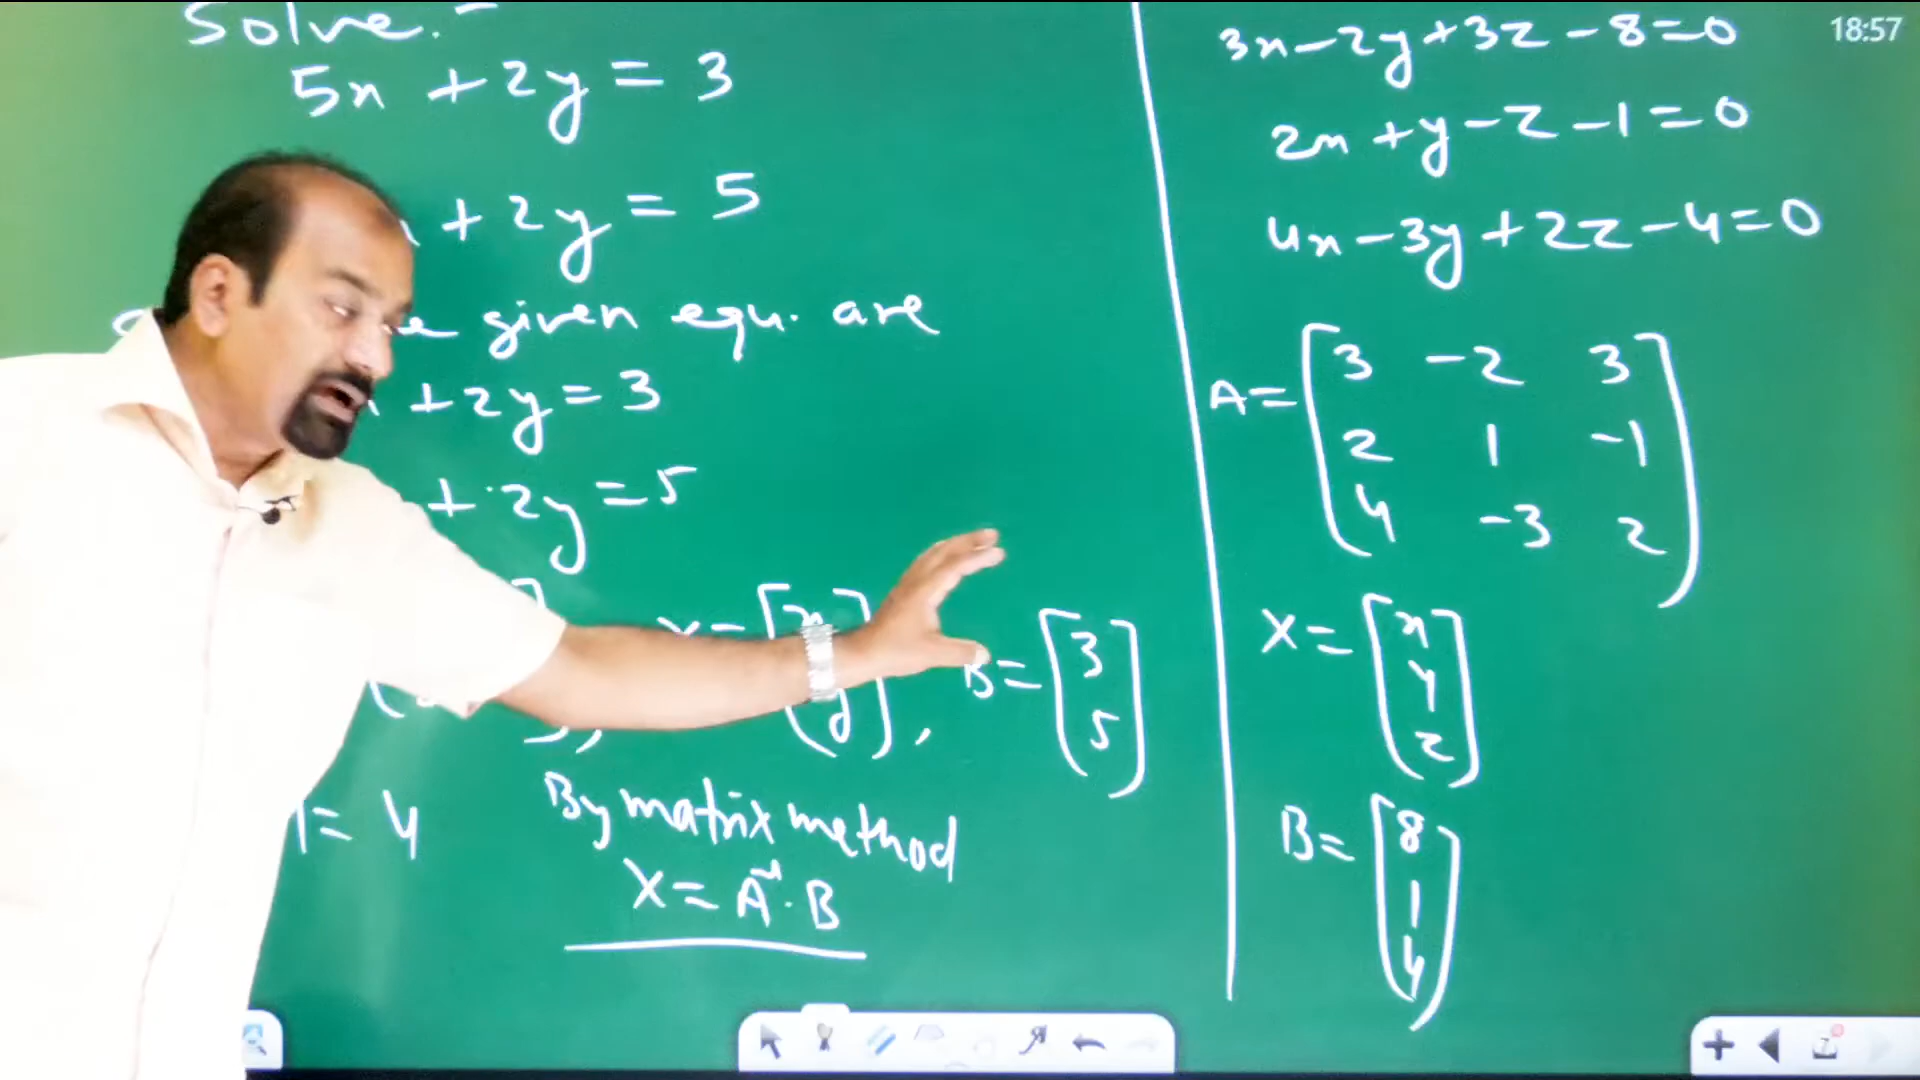 Solve:-
5x + 2y = 3
+ 2y = 5
given equ. are
+ 2y = 3
+ 2y = 5
X = [x
y],
B = [3
5]
= 4
By matrix method
X = A⁻¹. B
3x - 2y + 3z - 8 = 0
2x + y - z - 1 = 0
4x - 3y + 2z - 4 = 0
A = [3 -2 3
2 1 -1
4 -3 2]
X = [x
y
z]
B = [8
1
4]
18:57